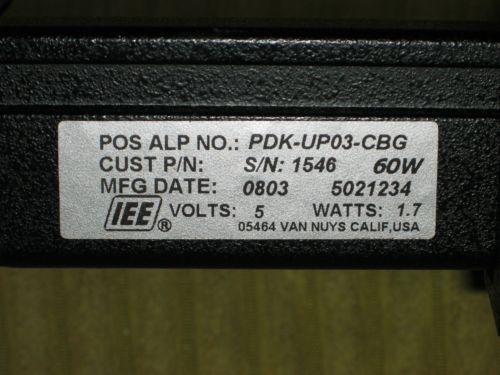 POS ALP NO.: PDK-UP03-CBG
CUST P/N: S/N: 1546 60W
MFG DATE: 0803 5021234
IEE® VOLTS: 5 WATTS: 1.7
05464 VAN NUYS CALIF,USA